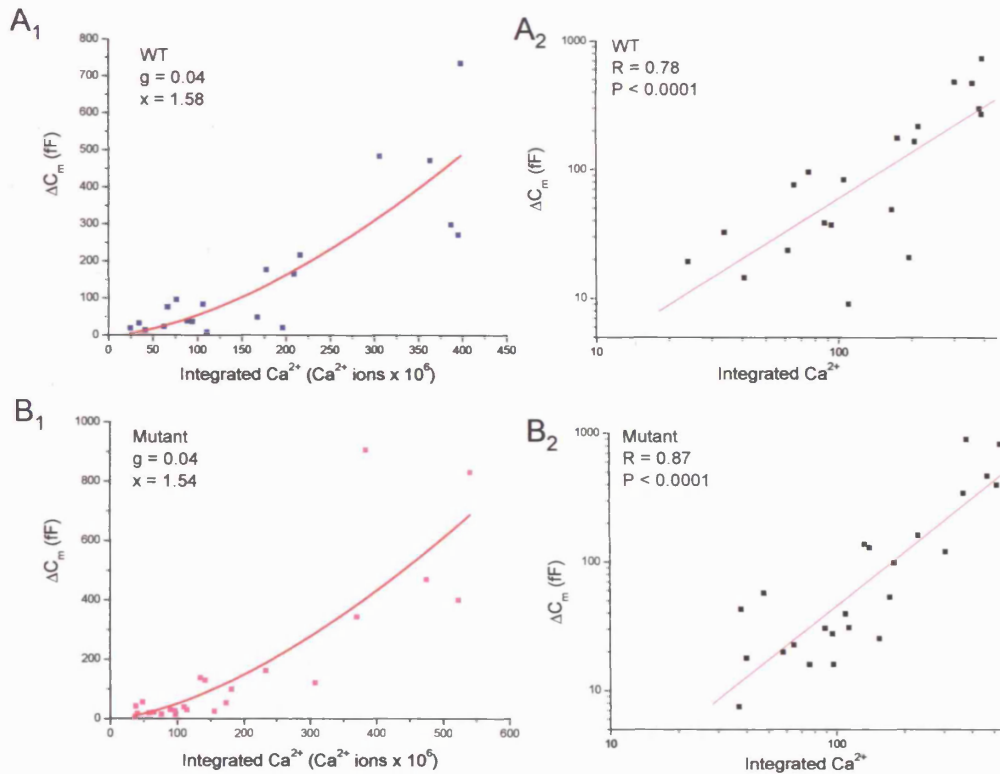 A1
WT
g = 0.04
x = 1.58
800
700
600
500
400
300
200
100
0
ΔCm (fF)
0 50 100 150 200 250 300 350 400 450
Integrated Ca2+ (Ca2+ ions x 10^6)
A2
WT
R = 0.78
P < 0.0001
1000
100
10
ΔCm (fF)
10 100
Integrated Ca2+
B1
Mutant
g = 0.04
x = 1.54
1000
800
600
400
200
0
ΔCm (fF)
0 100 200 300 400 500 600
Integrated Ca2+ (Ca2+ ions x 10^6)
B2
Mutant
R = 0.87
P < 0.0001
1000
100
10
ΔCm (fF)
10 100
Integrated Ca2+